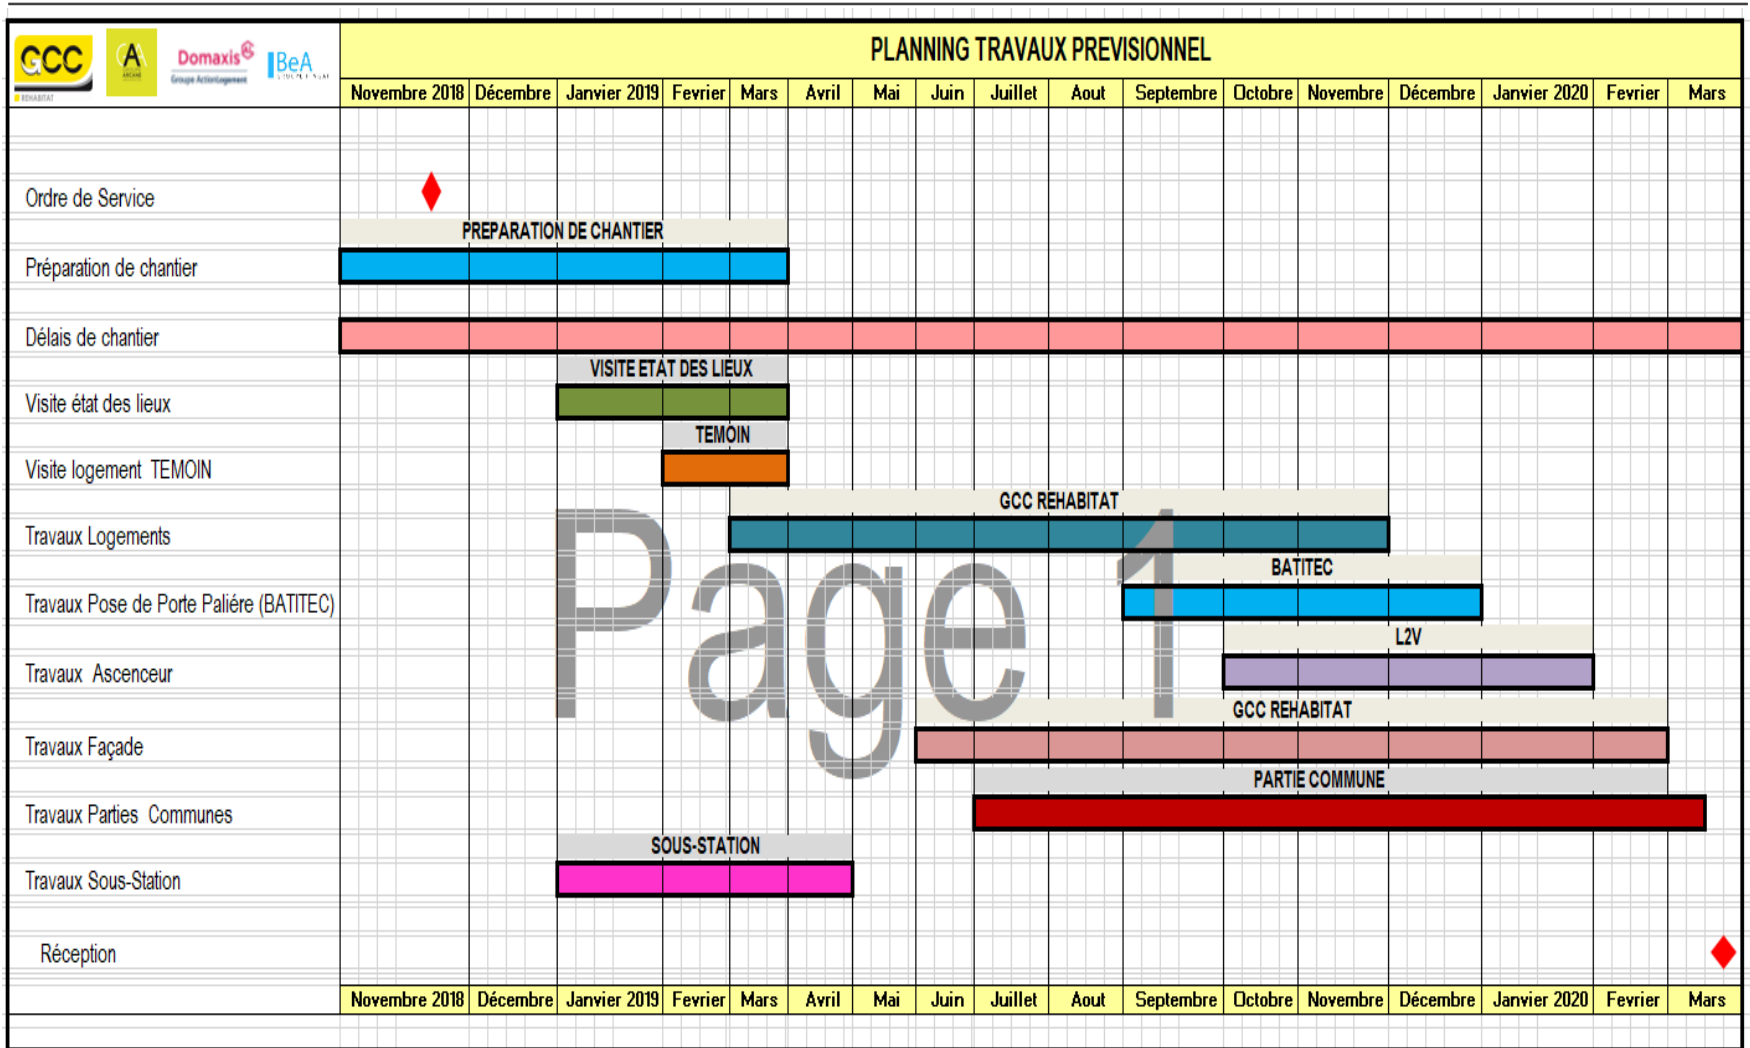 GCC
REHABITAT
A
ARCANE
Domaxis
Groupe ActionLogement
BeA
PLANNING TRAVAUX PREVISIONNEL
Novembre 2018 Décembre Janvier 2019 Fevrier Mars Avril Mai Juin Juillet Aout Septembre Octobre Novembre Décembre Janvier 2020 Fevrier Mars
Ordre de Service
PREPARATION DE CHANTIER
Préparation de chantier
Délais de chantier
VISITE ETAT DES LIEUX
Visite état des lieux
TEMOIN
Visite logement TEMOIN
GCC REHABITAT
Travaux Logements
BATITEC
Travaux Pose de Porte Paliére (BATITEC)
L2V
Travaux Ascenceur
GCC REHABITAT
Travaux Façade
PARTIE COMMUNE
Travaux Parties Communes
SOUS-STATION
Travaux Sous-Station
Réception
Novembre 2018 Décembre Janvier 2019 Fevrier Mars Avril Mai Juin Juillet Aout Septembre Octobre Novembre Décembre Janvier 2020 Fevrier Mars
Page 1